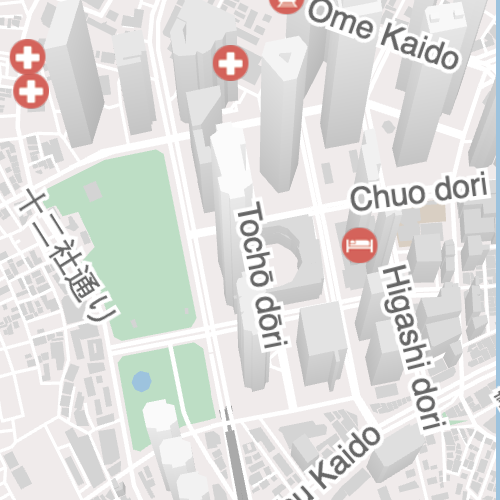 Ome Kaido
Chuo dori
十二社通り
Tochō dōri
Higashi dori
Kaido